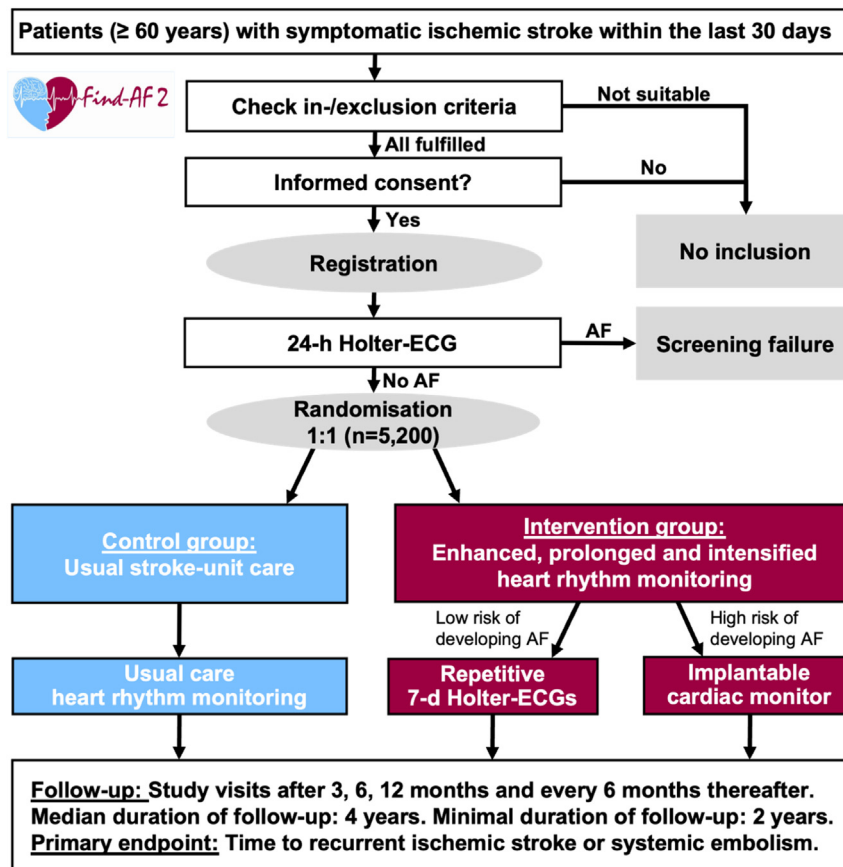 Patients (≥ 60 years) with symptomatic ischemic stroke within the last 30 days
Find-AF 2
Check in-/exclusion criteria
Not suitable
All fulfilled
Informed consent?
No
Yes
Registration
No inclusion
24-h Holter-ECG
AF
Screening failure
No AF
Randomisation
1:1 (n=5,200)
Control group:
Usual stroke-unit care
Intervention group:
Enhanced, prolonged and intensified
heart rhythm monitoring
Low risk of
developing AF
High risk of
developing AF
Usual care
heart rhythm monitoring
Repetitive
7-d Holter-ECGs
Implantable
cardiac monitor
Follow-up: Study visits after 3, 6, 12 months and every 6 months thereafter.
Median duration of follow-up: 4 years. Minimal duration of follow-up: 2 years.
Primary endpoint: Time to recurrent ischemic stroke or systemic embolism.